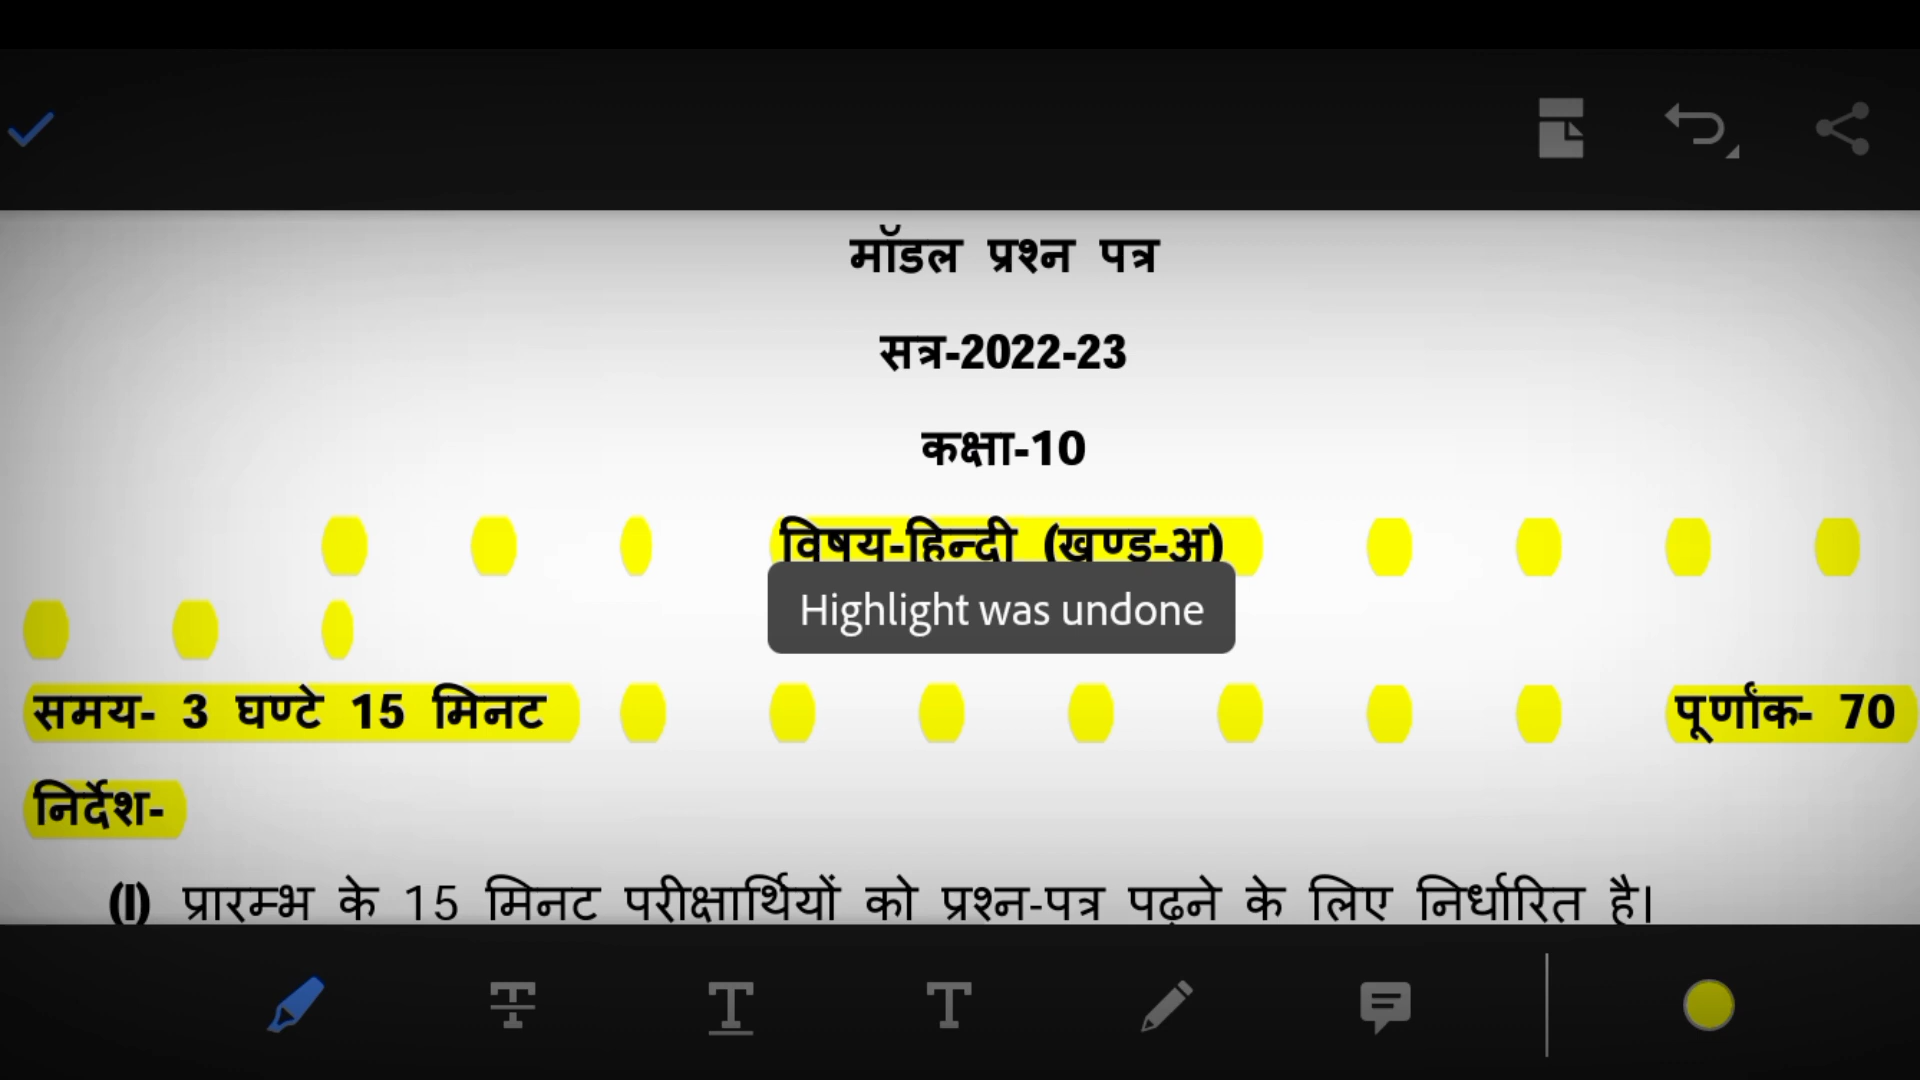 मॉडल प्रश्न पत्र
सत्र-2022-23
कक्षा-10
विषय-हिन्दी (खण्ड-अ)
Highlight was undone
समय- 3 घण्टे 15 मिनट पूर्णांक- 70
निर्देश-
(I) प्रारम्भ के 15 मिनट परीक्षार्थियों को प्रश्न-पत्र पढ़ने के लिए निर्धारित है।